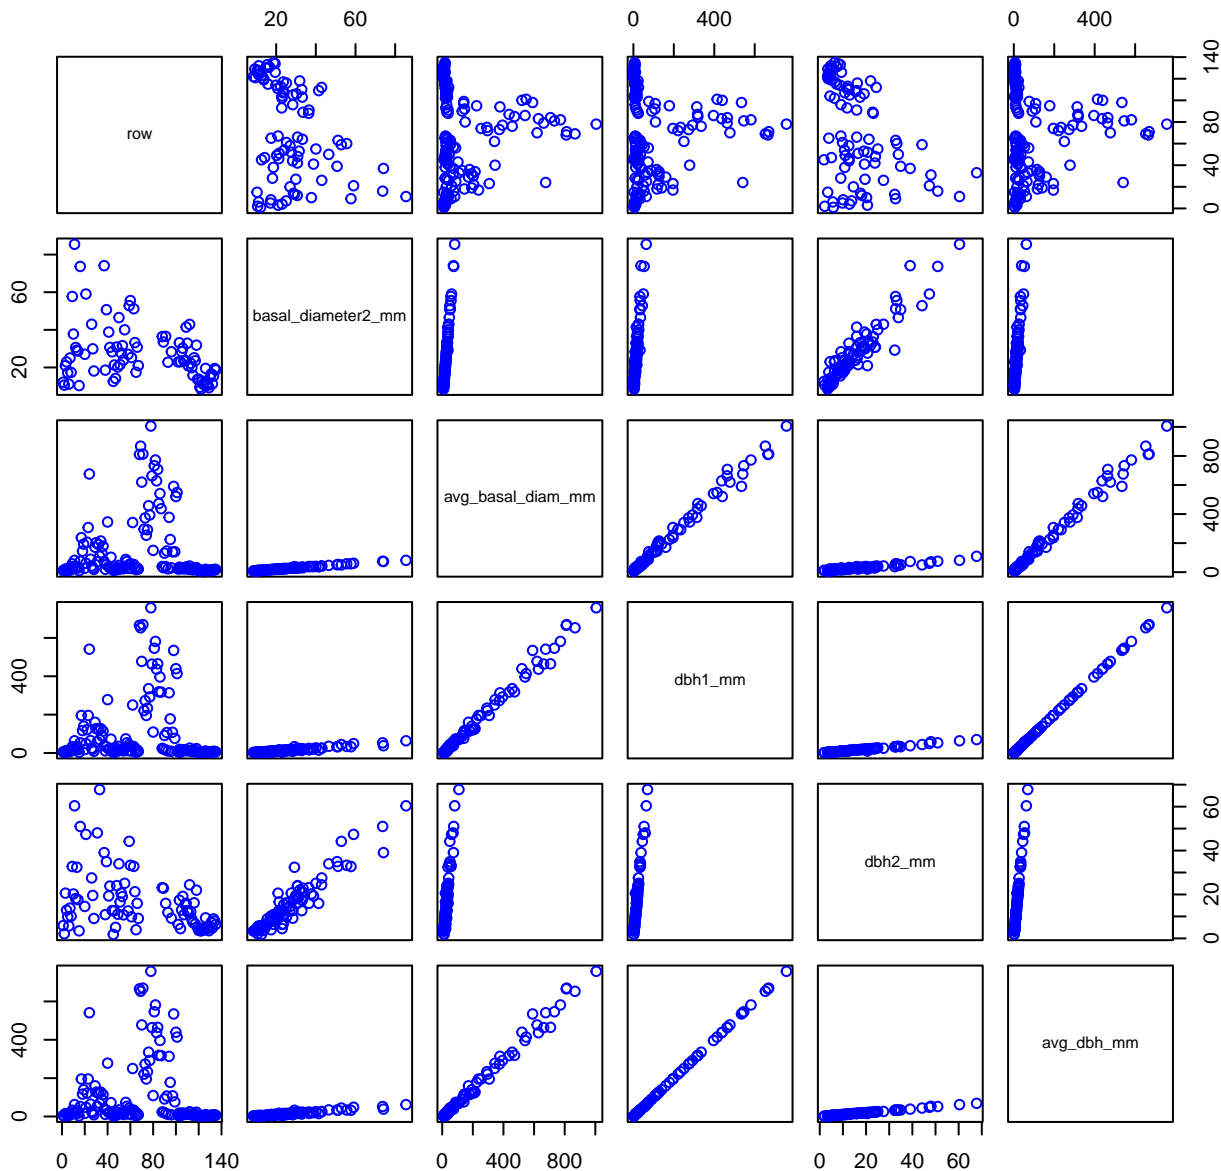 20 60 0 400 0 400
row
0 40 80 140
basal_diameter2_mm
20 60
avg_basal_diam_mm
0 400 800
dbh1_mm
0 400
dbh2_mm
0 20 40 60
avg_dbh_mm
0 400
0 40 80 140 0 400 800 0 20 40 60